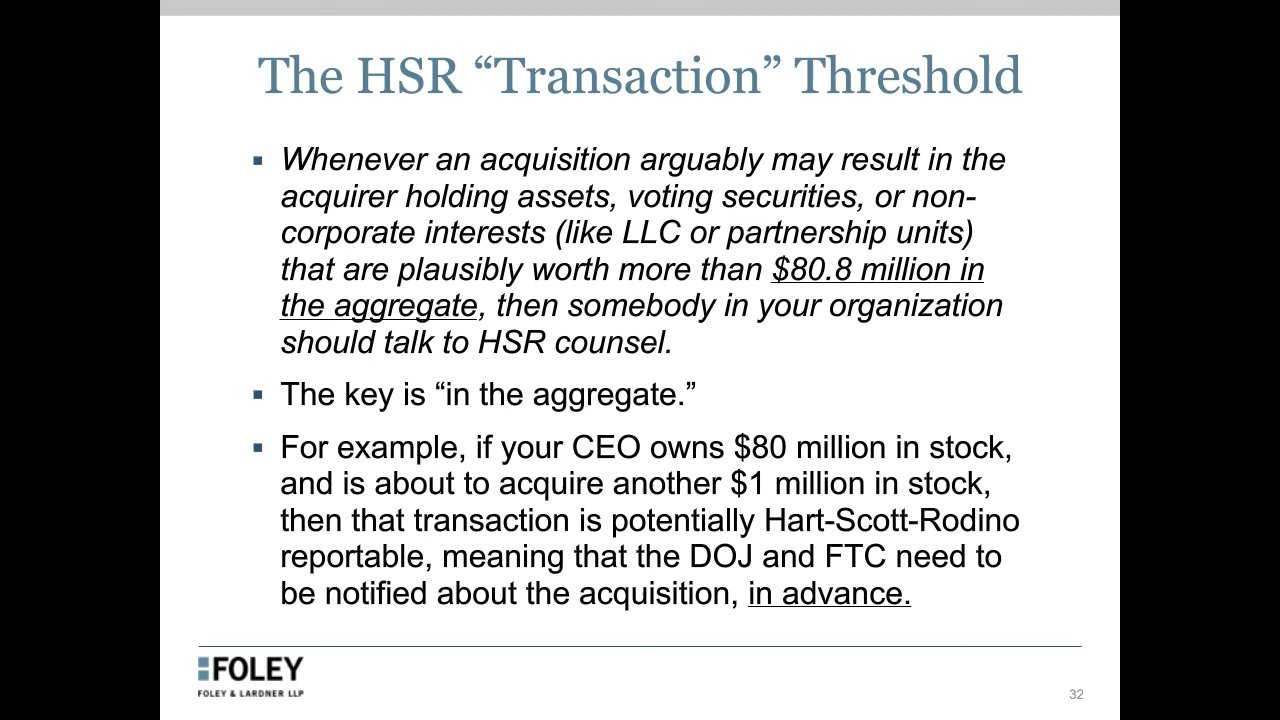 The HSR “Transaction” Threshold
▪ Whenever an acquisition arguably may result in the
acquirer holding assets, voting securities, or non-
corporate interests (like LLC or partnership units)
that are plausibly worth more than $80.8 million in
the aggregate, then somebody in your organization
should talk to HSR counsel.
▪ The key is “in the aggregate.”
▪ For example, if your CEO owns $80 million in stock,
and is about to acquire another $1 million in stock,
then that transaction is potentially Hart-Scott-Rodino
reportable, meaning that the DOJ and FTC need to
be notified about the acquisition, in advance.
FOLEY
FOLEY & LARDNER LLP
32